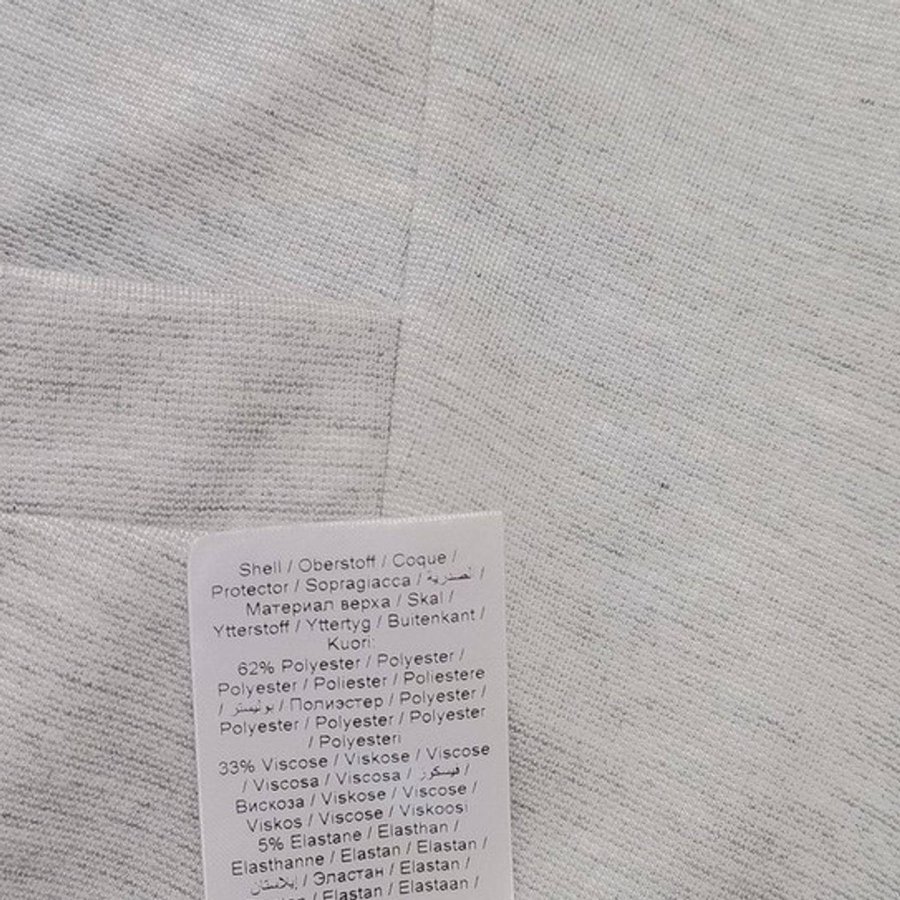 Shell / Oberstoff / Coque /
Protector / Sopragiacca / الصدرية /
Материал верха / Skal /
Ytterstoff / Yttertyg / Buitenkant /
Kuori:
62% Polyester / Polyester /
Polyester / Poliester / Poliestere
/ بوليستر / Полиэстер / Polyester /
Polyester / Polyester / Polyester
/ Polyesteri
33% Viscose / Viskose / Viscose
/ Viscosa / Viscosa / فيسكوز /
Вискоза / Viskose / Viscose /
Viskos / Viscose / Viskoosi
5% Elastane / Elasthan /
Elasthanne / Elastan / Elastan /
إيلاستان / Эластан / Elastan /
/ Elastan / Elastaan /